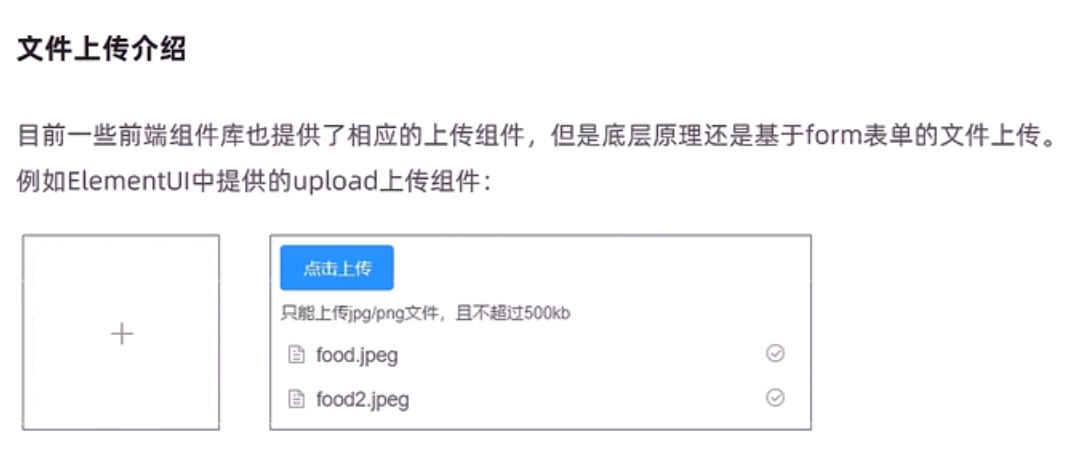 文件上传介绍
目前一些前端组件库也提供了相应的上传组件，但是底层原理还是基于form表单的文件上传。
例如ElementUI中提供的upload上传组件：
点击上传
只能上传jpg/png文件，且不超过500kb
food.jpeg
food2.jpeg